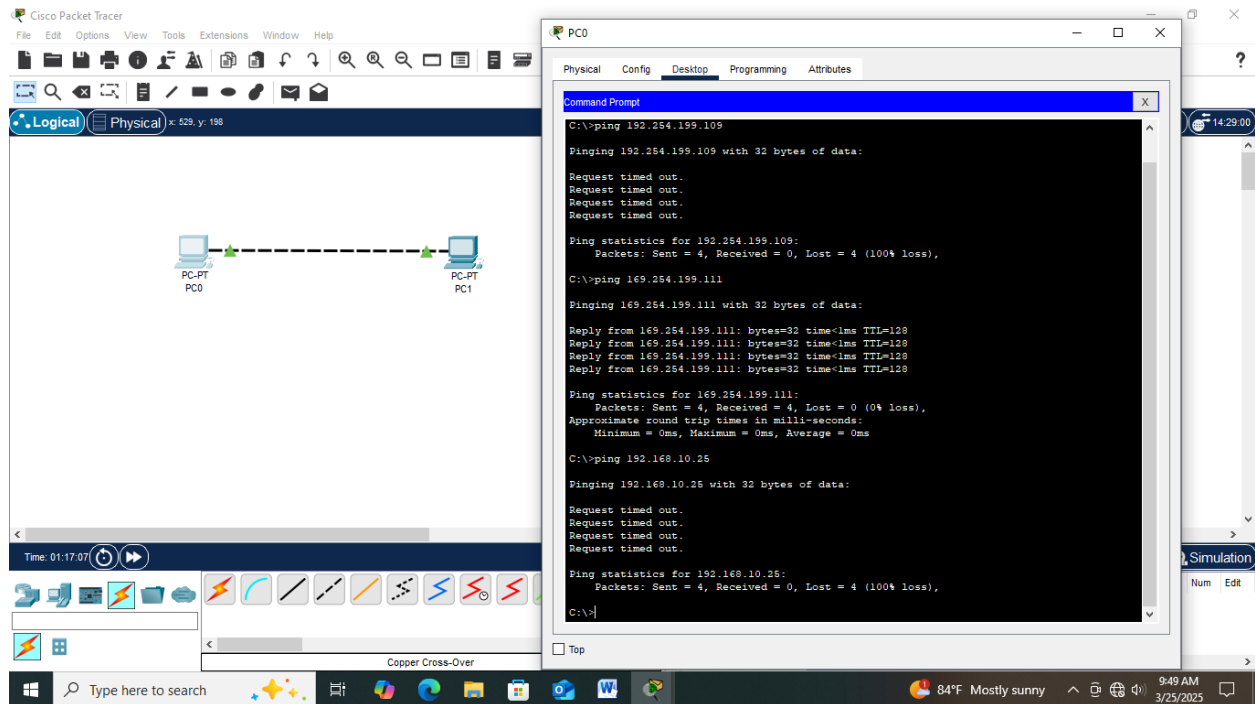 Cisco Packet Tracer
File Edit Options View Tools Extensions Window Help
?
Logical Physical x: 529, y: 198
14:29:00
PC-PT
PC0
PC-PT
PC1
Time: 01:17:07
Simulation
Num Edit
Copper Cross-Over
PC0
Physical Config Desktop Programming Attributes
Command Prompt
X
C:\>ping 192.254.199.109
Pinging 192.254.199.109 with 32 bytes of data:
Request timed out.
Request timed out.
Request timed out.
Request timed out.
Ping statistics for 192.254.199.109:
Packets: Sent = 4, Received = 0, Lost = 4 (100% loss),
C:\>ping 169.254.199.111
Pinging 169.254.199.111 with 32 bytes of data:
Reply from 169.254.199.111: bytes=32 time<1ms TTL=128
Reply from 169.254.199.111: bytes=32 time<1ms TTL=128
Reply from 169.254.199.111: bytes=32 time<1ms TTL=128
Reply from 169.254.199.111: bytes=32 time<1ms TTL=128
Ping statistics for 169.254.199.111:
Packets: Sent = 4, Received = 4, Lost = 0 (0% loss),
Approximate round trip times in milli-seconds:
Minimum = 0ms, Maximum = 0ms, Average = 0ms
C:\>ping 192.168.10.25
Pinging 192.168.10.25 with 32 bytes of data:
Request timed out.
Request timed out.
Request timed out.
Request timed out.
Ping statistics for 192.168.10.25:
Packets: Sent = 4, Received = 0, Lost = 4 (100% loss),
C:\>
Top
Type here to search
84°F Mostly sunny
9:49 AM
3/25/2025